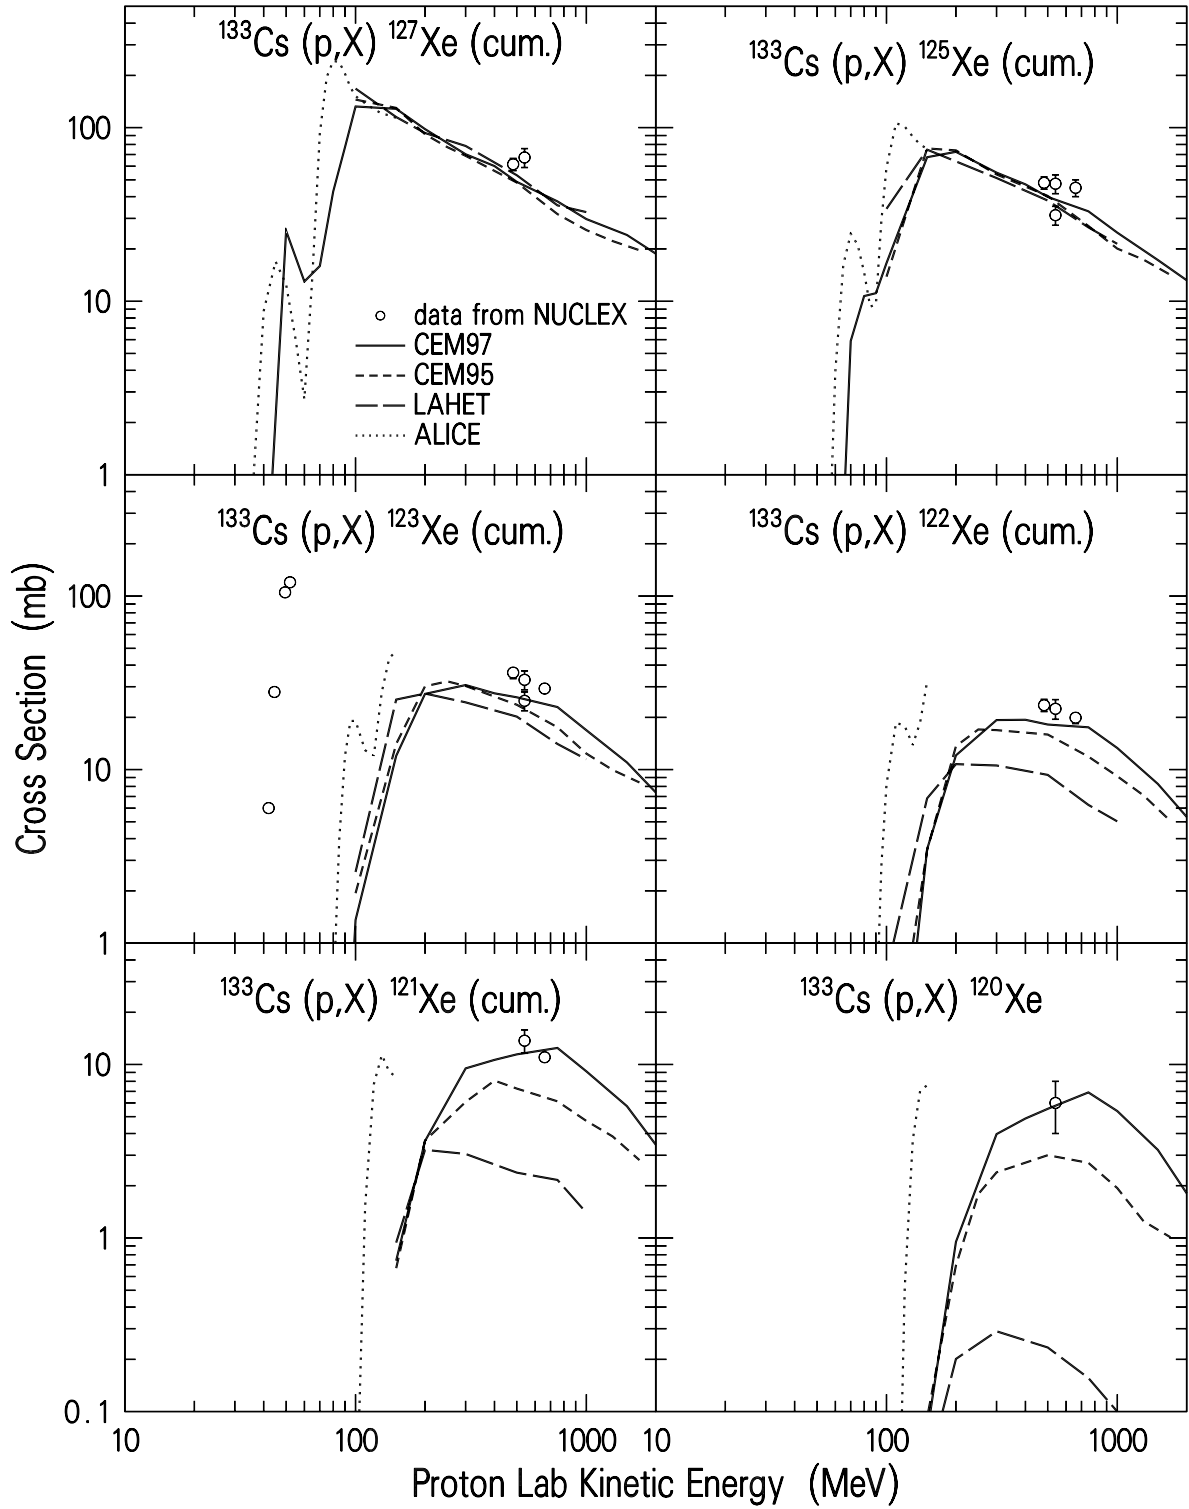 ¹³³Cs (p,X) ¹²⁷Xe (cum.)
¹³³Cs (p,X) ¹²⁵Xe (cum.)
100
10
1
data from NUCLEX
CEM97
CEM95
LAHET
ALICE
¹³³Cs (p,X) ¹²³Xe (cum.)
¹³³Cs (p,X) ¹²²Xe (cum.)
100
10
1
Cross Section (mb)
¹³³Cs (p,X) ¹²¹Xe (cum.)
¹³³Cs (p,X) ¹²⁰Xe
10
1
0.1
10 100 1000 10 100 1000
Proton Lab Kinetic Energy (MeV)